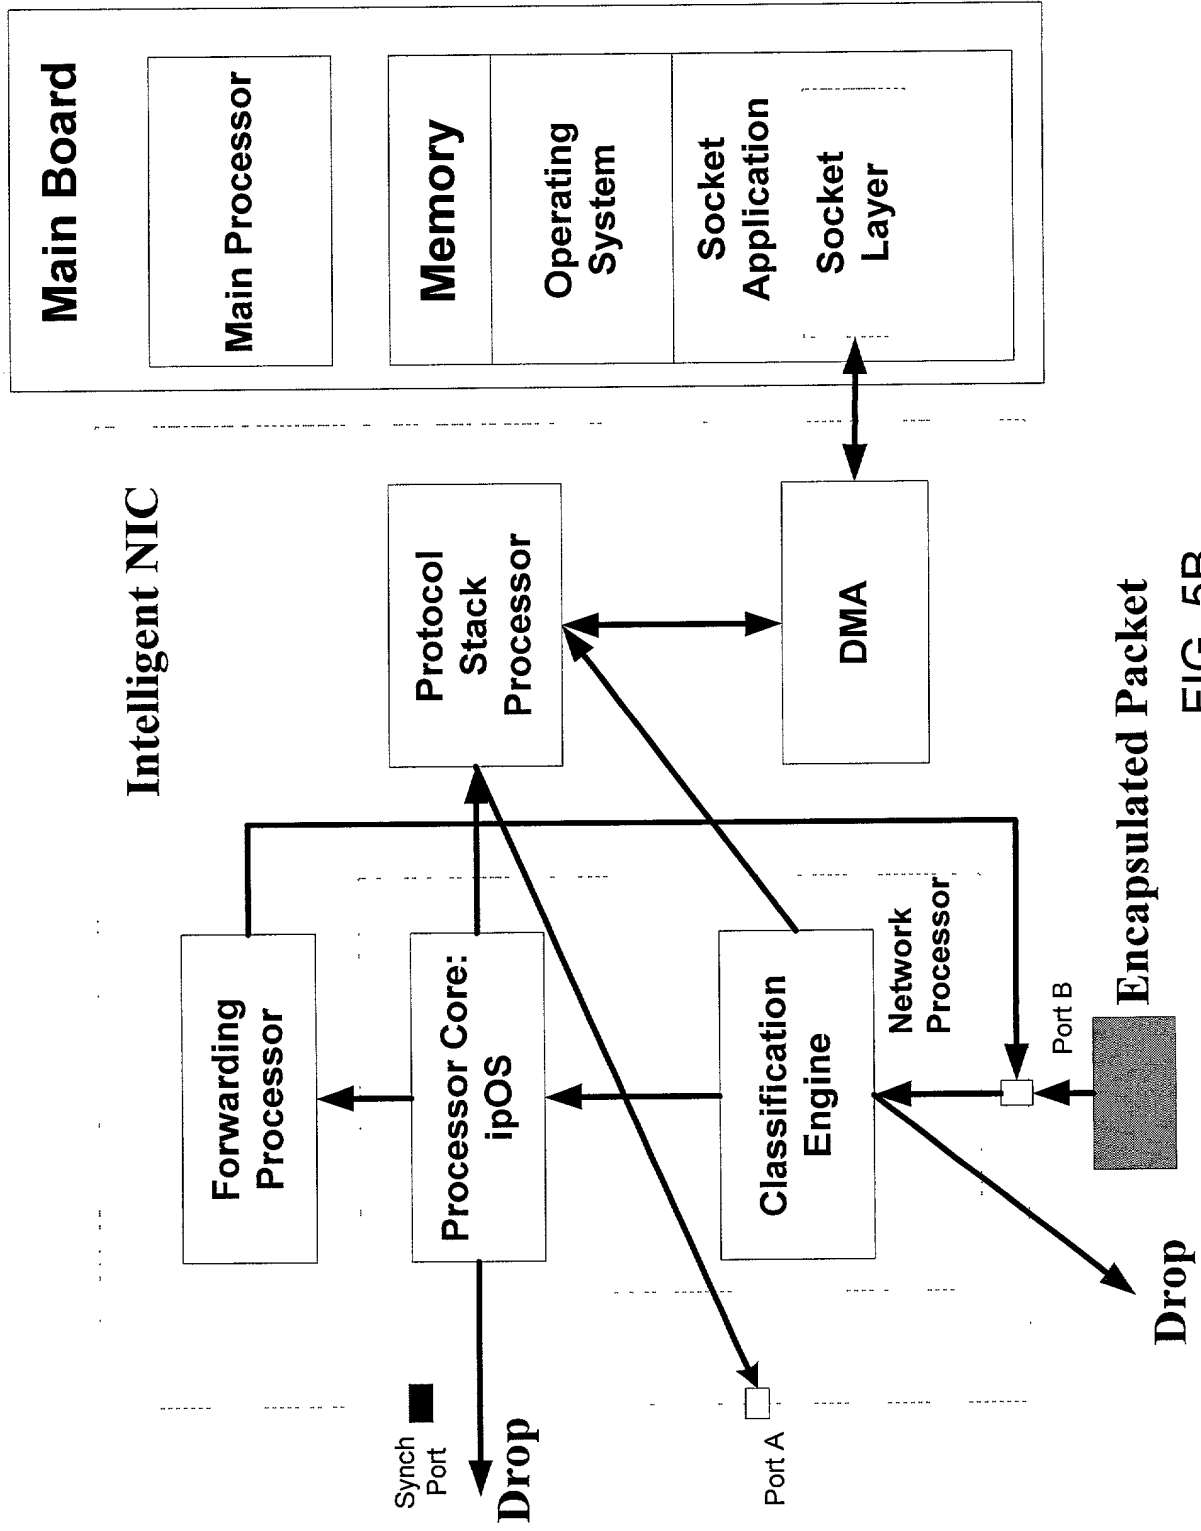 Main Board
Main Processor
Memory
Operating
System
Socket
Application
Socket
Layer
Intelligent NIC
Protocol
Stack
Processor
DMA
Forwarding
Processor
Processor Core:
ipOS
Classification
Engine
Network
Processor
Port B
Encapsulated Packet
Synch
Port
Drop
Port A
Drop
FIG. 5B